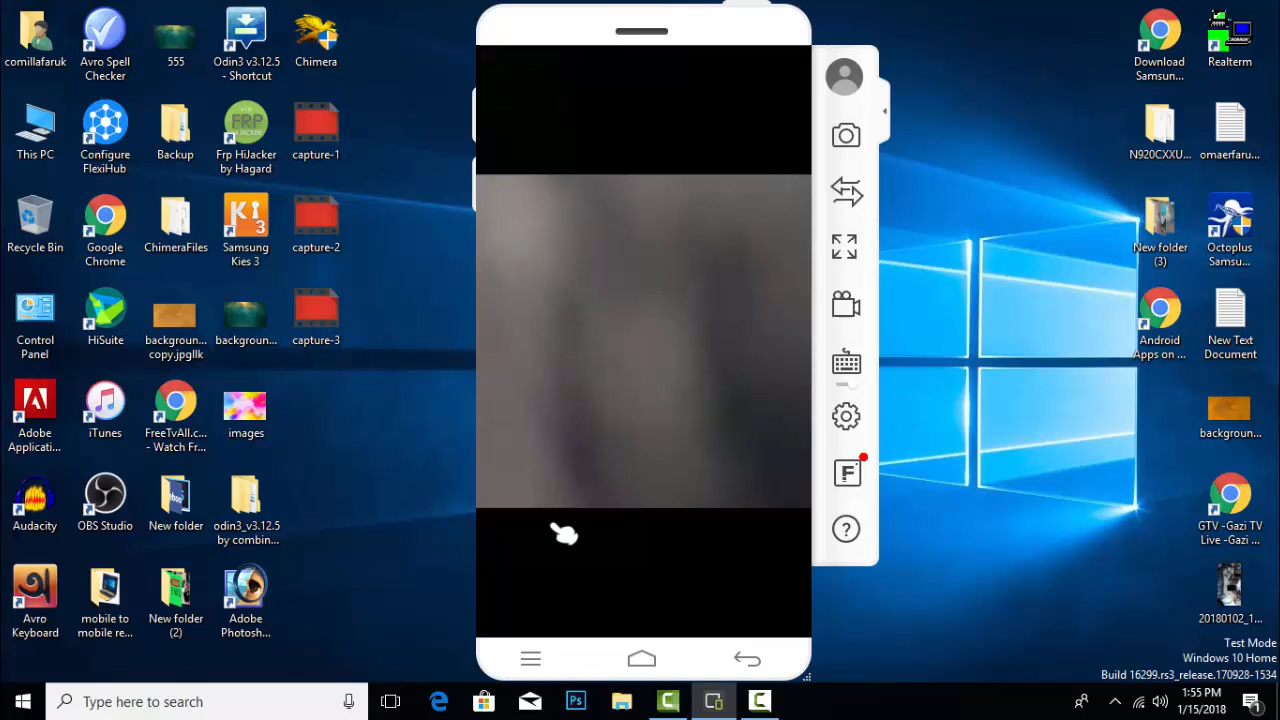 comillafaruk
Avro Spell
Checker
555
Odin3 v3.12.5
- Shortcut
Chimera
This PC
Configure
FlexiHub
Backup
Frp HiJacker
by Hagard
capture-1
Recycle Bin
Google
Chrome
ChimeraFiles
Samsung
Kies 3
capture-2
Control
Panel
HiSuite
backgroun...
copy.jpgllk
backgroun...
capture-3
Adobe
Applicati...
iTunes
FreeTvAll.c...
- Watch Fr...
images
Audacity
OBS Studio
New folder
odin3_v3.12.5
by combin...
Avro
Keyboard
mobile to
mobile re...
New folder
(2)
Adobe
Photosh...
Download
Samsun...
Realterm
N920CXXU...
omaerfaru...
New folder
(3)
Octoplus
Samsu...
Android
Apps on ...
New Text
Document
backgroun...
GTV -Gazi TV
Live -Gazi ...
20180102_1...
Test Mode
Windows 10 Home
Build 16299.rs3_release.170928-1534
Type here to search
3:55 PM
1/15/2018